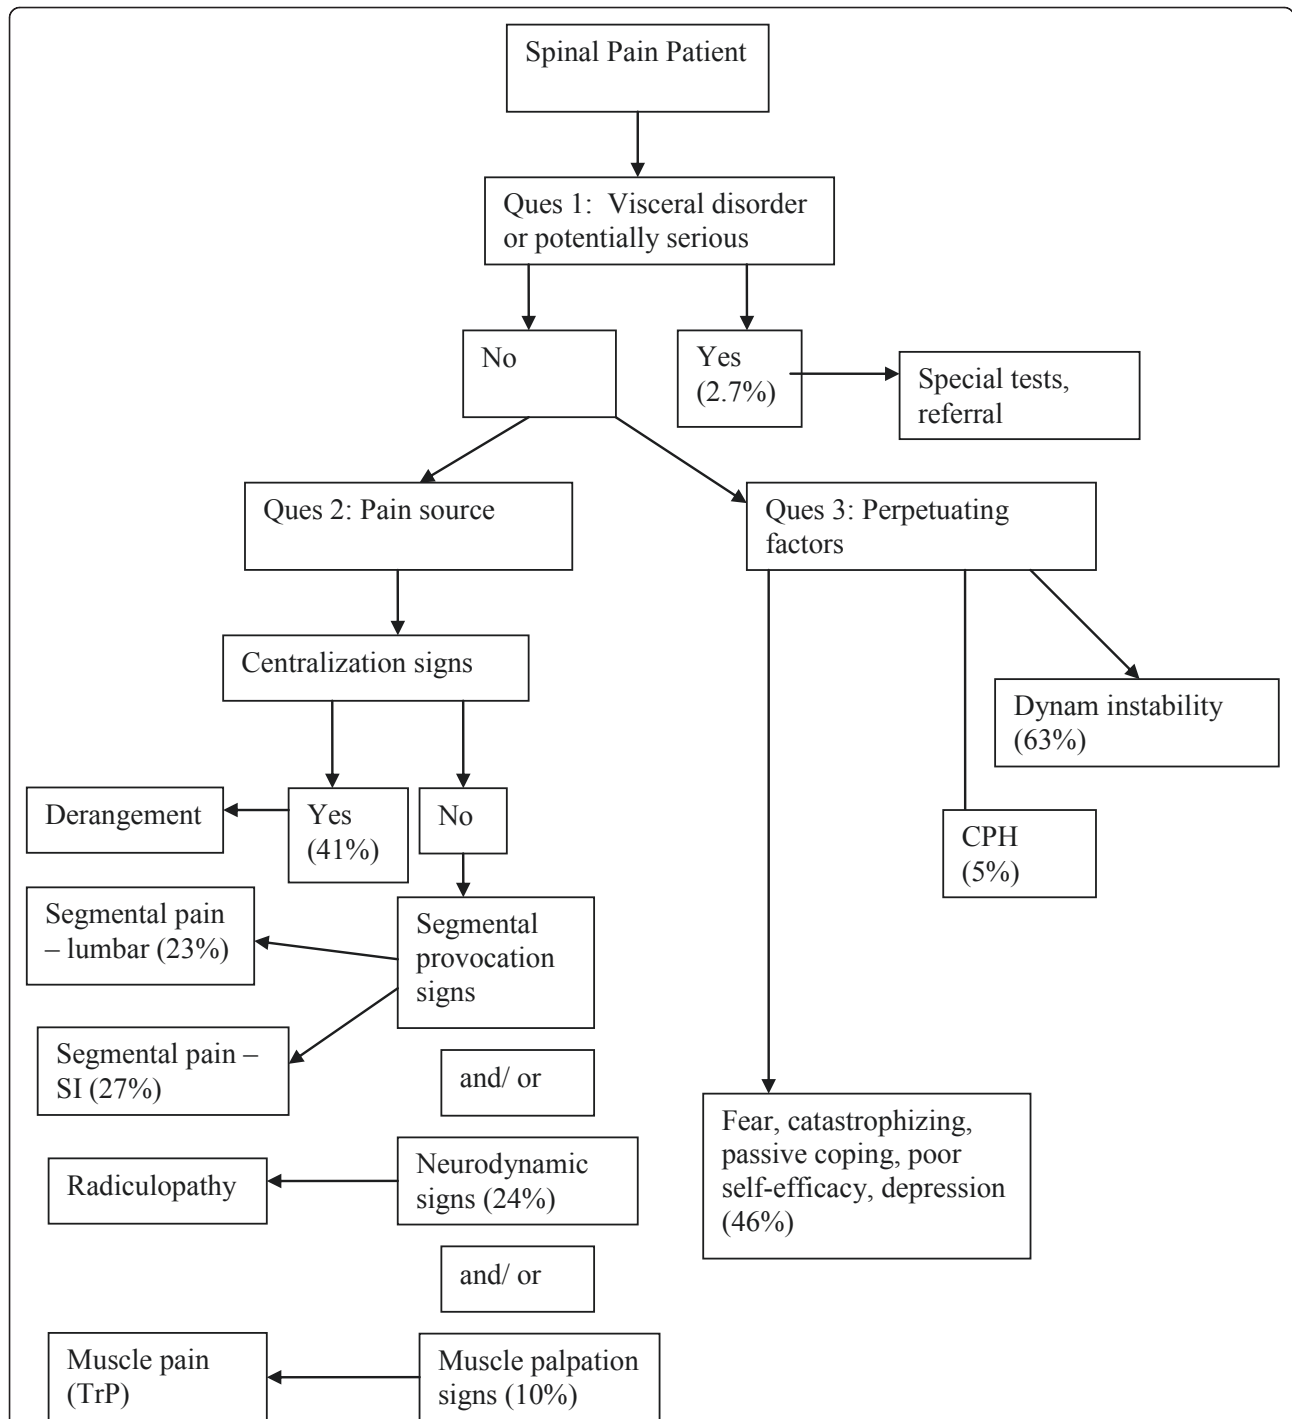 Spinal Pain Patient
Ques 1:  Visceral disorder
or potentially serious
No
Yes
(2.7%)
Special tests,
referral
Ques 2: Pain source
Ques 3: Perpetuating
factors
Centralization signs
Dynam instability
(63%)
Derangement
Yes
(41%)
No
CPH
(5%)
Segmental pain
– lumbar (23%)
Segmental
provocation
signs
Segmental pain –
SI (27%)
and/ or
Fear, catastrophizing,
passive coping, poor
self-efficacy, depression
(46%)
Radiculopathy
Neurodynamic
signs (24%)
and/ or
Muscle pain
(TrP)
Muscle palpation
signs (10%)